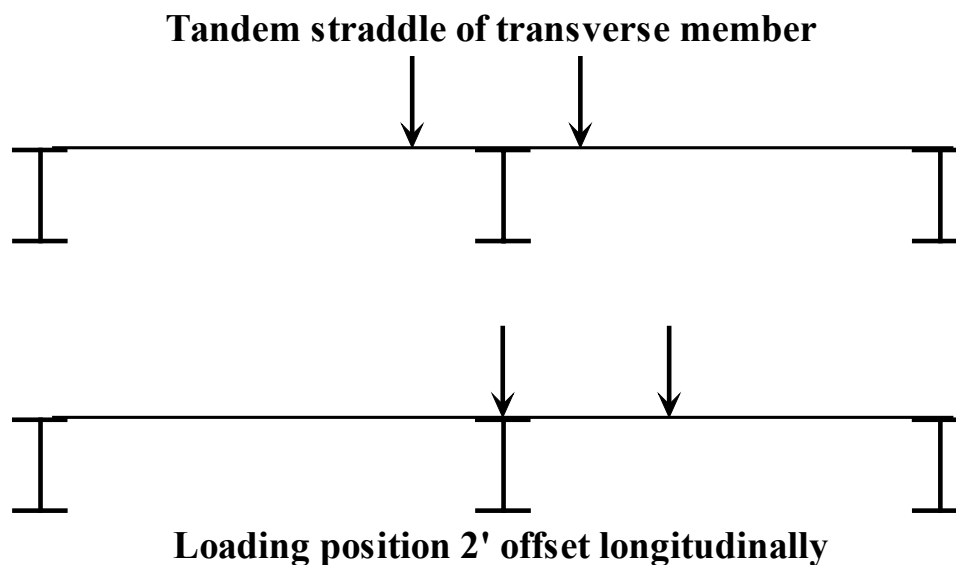 Tandem straddle of transverse member
Loading position 2' offset longitudinally